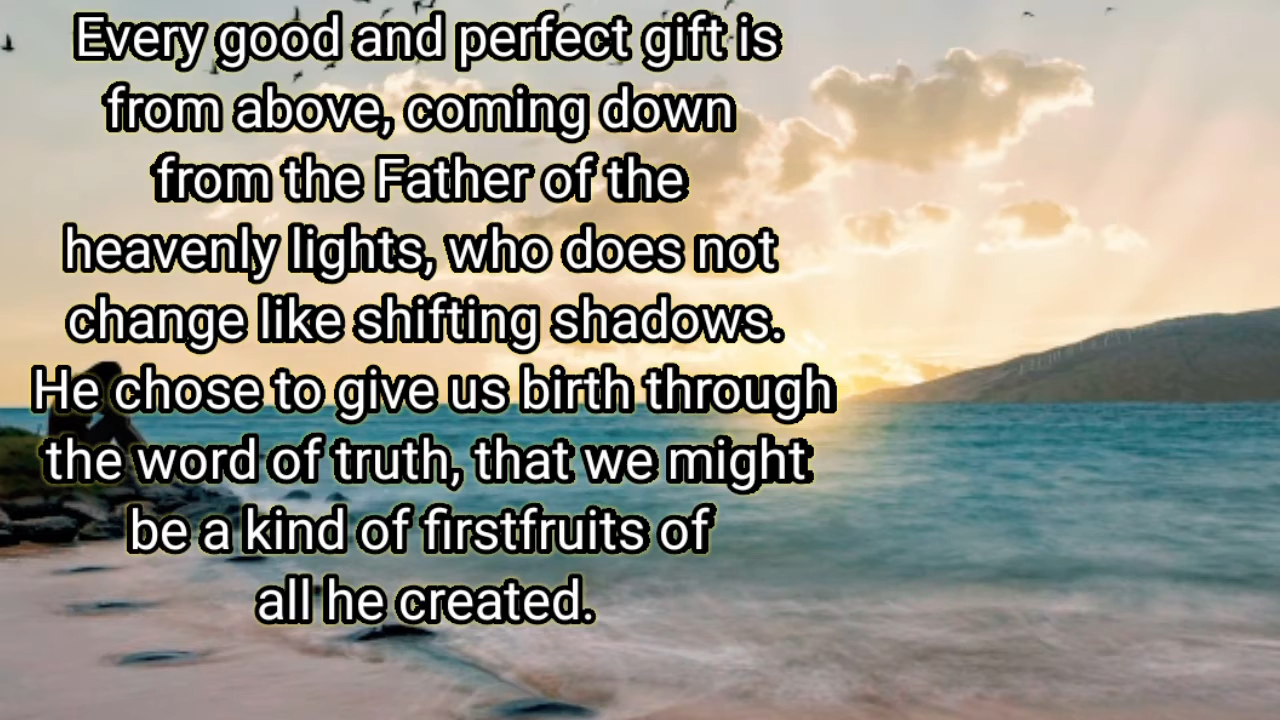 Every good and perfect gift is
from above, coming down
from the Father of the
heavenly lights, who does not
change like shifting shadows.
He chose to give us birth through
the word of truth, that we might
be a kind of firstfruits of
all he created.